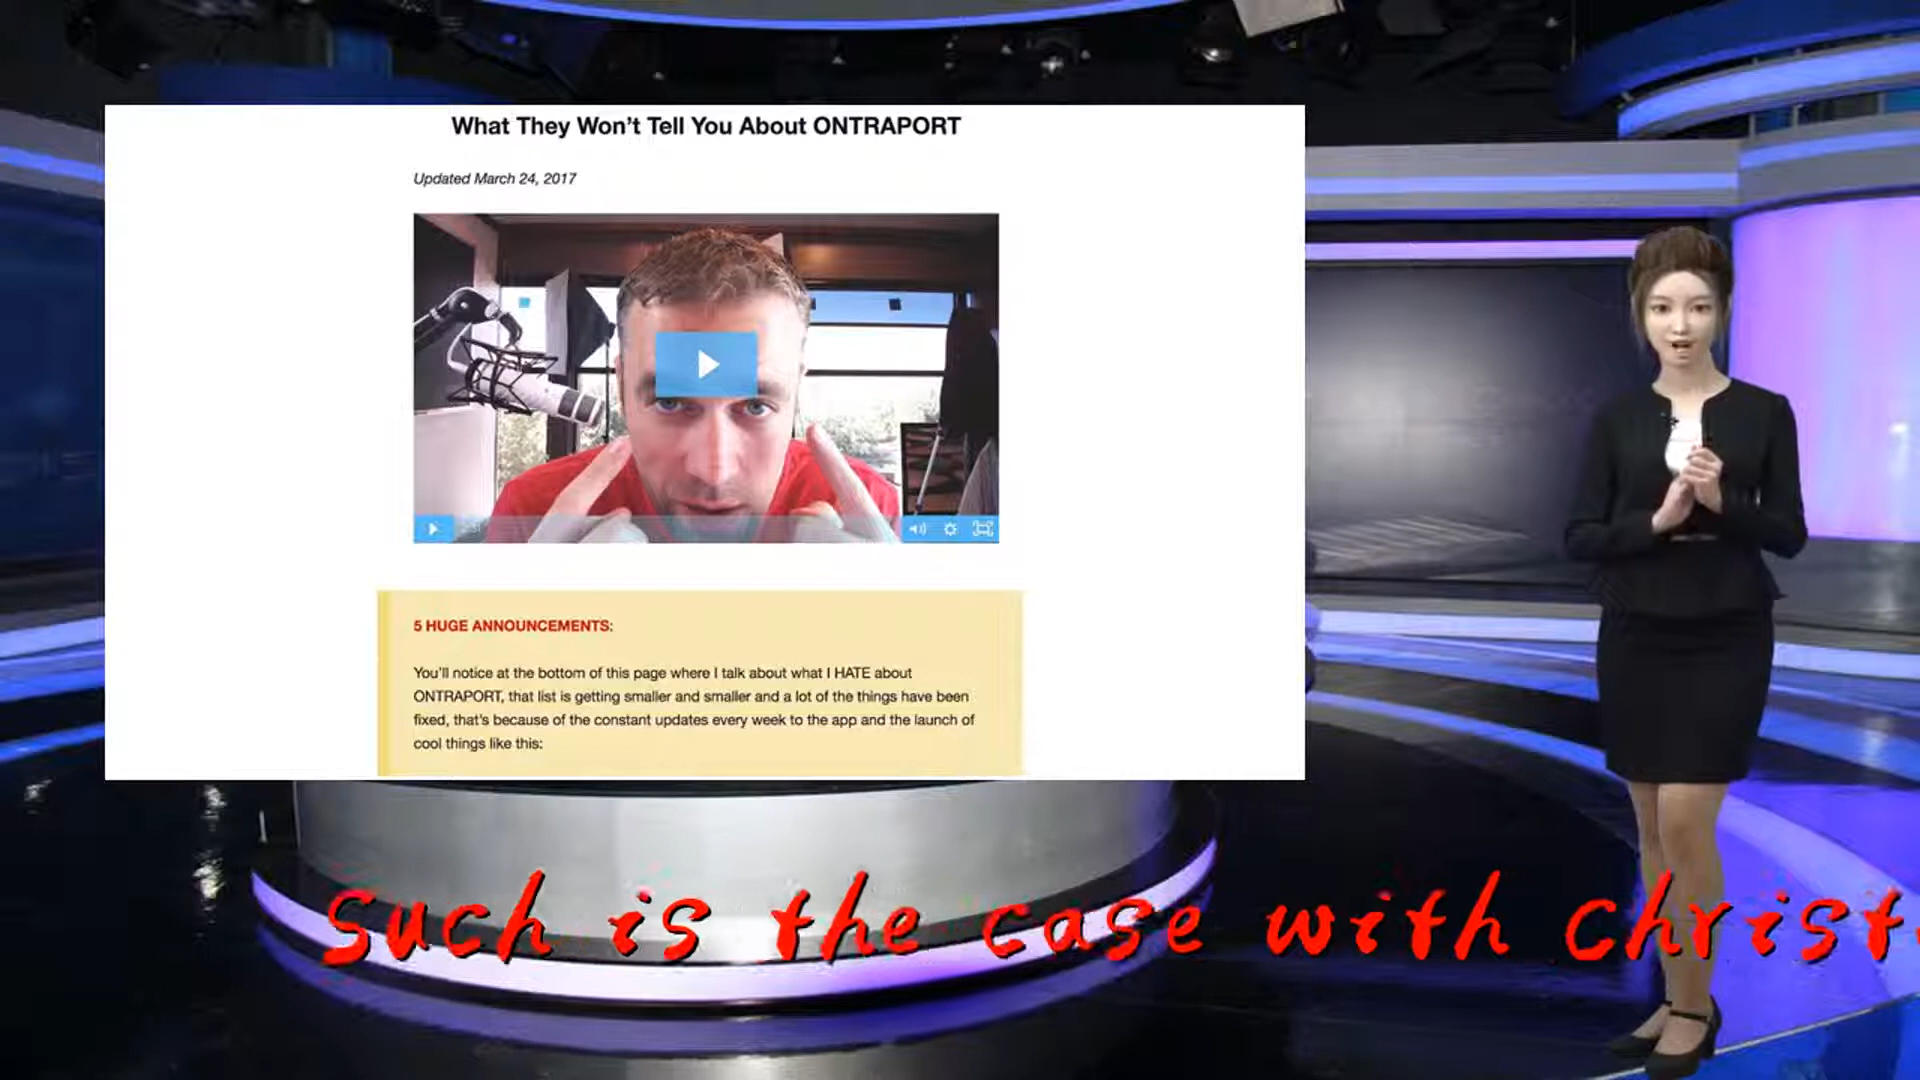 What They Won't Tell You About ONTRAPORT
Updated March 24, 2017
5 HUGE ANNOUNCEMENTS:
You'll notice at the bottom of this page where I talk about what I HATE about
ONTRAPORT, that list is getting smaller and smaller and a lot of the things have been
fixed, that's because of the constant updates every week to the app and the launch of
cool things like this:
such is the case with christ